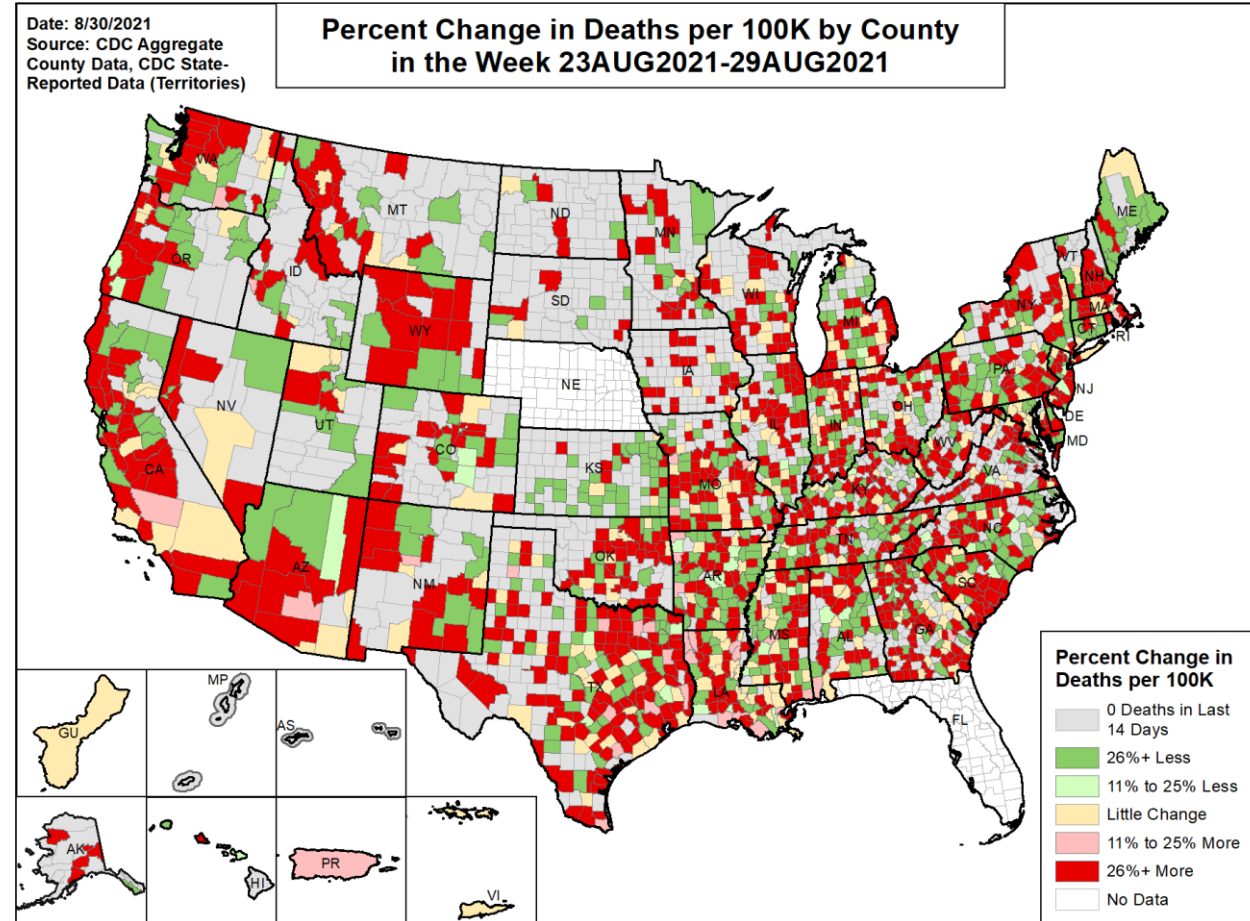 Date: 8/30/2021
Source: CDC Aggregate
County Data, CDC State-
Reported Data (Territories)
Percent Change in Deaths per 100K by County
in the Week 23AUG2021-29AUG2021
WA
MT
ND
MN
ME
OR
ID
SD
WI
MI
VT
NH
NY
MA
CT
RI
WY
IA
NE
PA
NJ
NV
UT
CO
KS
MO
IL
IN
OH
WV
DE
MD
VA
KY
CA
AZ
NM
OK
AR
TN
NC
SC
TX
LA
MS
AL
GA
FL
GU
MP
AS
AK
HI
PR
VI
Percent Change in
Deaths per 100K
0 Deaths in Last
14 Days
26%+ Less
11% to 25% Less
Little Change
11% to 25% More
26%+ More
No Data